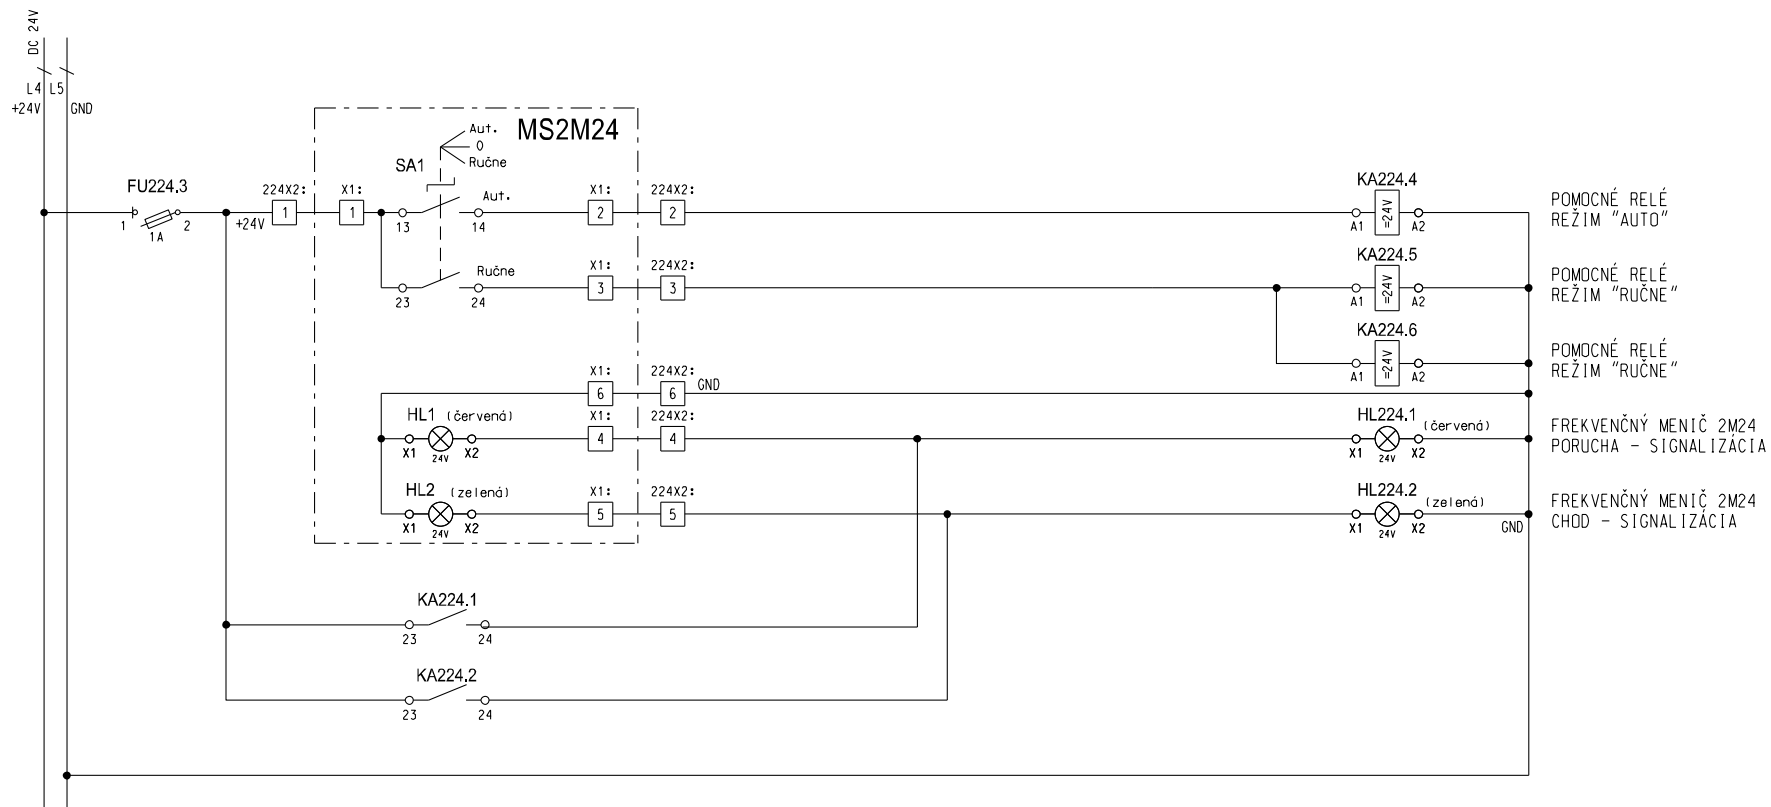 DC 24V
L4 L5
+24V GND
MS2M24
Aut.
0
Ručne
SA1
FU224.3
1 2
1A
+24V
224X2: X1:
1 1
Aut.
13 14
X1: 224X2:
2 2
KA224.4
A1 =24V A2
POMOCNÉ RELÉ
REŽIM "AUTO"
Ručne
23 24
X1: 224X2:
3 3
KA224.5
A1 =24V A2
POMOCNÉ RELÉ
REŽIM "RUČNE"
KA224.6
A1 =24V A2
POMOCNÉ RELÉ
REŽIM "RUČNE"
X1: 224X2:
6 6 GND
HL1 (červená)
X1 24V X2
X1: 224X2:
4 4
HL224.1 (červená)
X1 24V X2
FREKVENČNÝ MENIČ 2M24
PORUCHA - SIGNALIZÁCIA
HL2 (zelená)
X1 24V X2
X1: 224X2:
5 5
HL224.2 (zelená)
X1 24V X2
GND
FREKVENČNÝ MENIČ 2M24
CHOD - SIGNALIZÁCIA
KA224.1
23 24
KA224.2
23 24